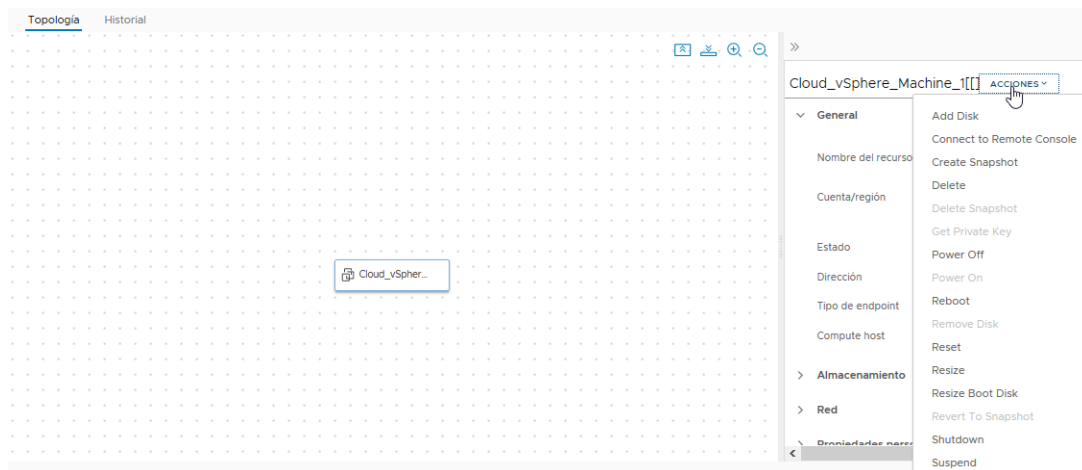 Topología
Historial
Cloud_vSphere_Machine_1[[]
ACCIONES
General
Nombre del recurso
Cuenta/región
Estado
Dirección
Tipo de endpoint
Compute host
Almacenamiento
Red
Propiedades perso
Cloud_vSpher...
Add Disk
Connect to Remote Console
Create Snapshot
Delete
Delete Snapshot
Get Private Key
Power Off
Power On
Reboot
Remove Disk
Reset
Resize
Resize Boot Disk
Revert To Snapshot
Shutdown
Suspend